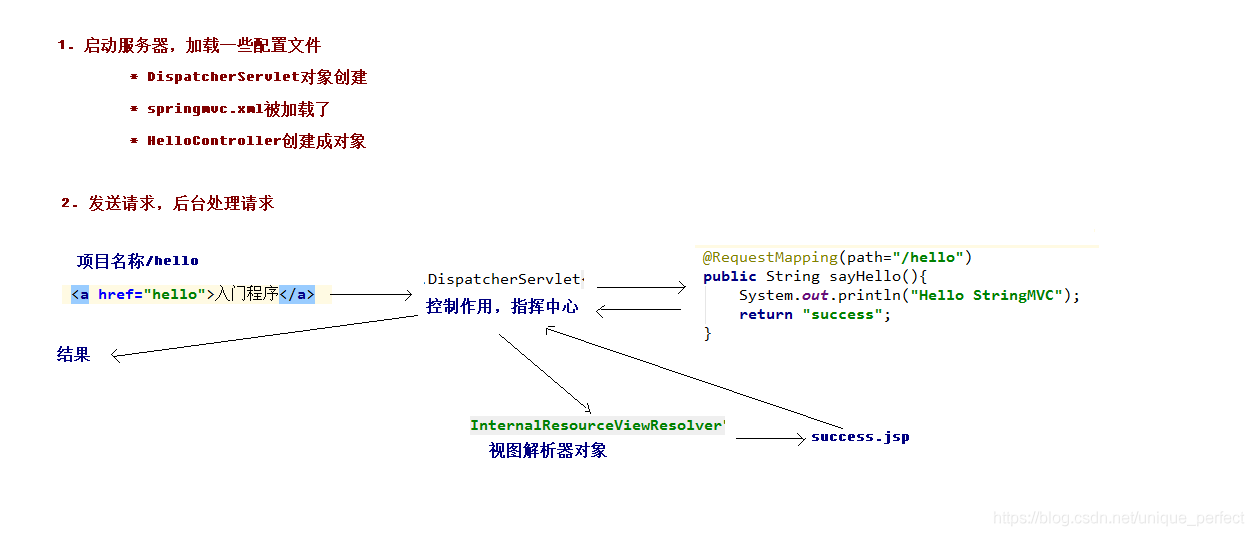 1. 启动服务器，加载一些配置文件
* DispatcherServlet对象创建
* springmvc.xml被加载了
* HelloController创建成对象
2. 发送请求，后台处理请求
项目名称/hello
<a href="hello">入门程序</a>
.DispatcherServlet
控制作用，指挥中心
@RequestMapping(path="/hello")
public String sayHello(){
System.out.println("Hello StringMVC");
return "success";
}
结果
InternalResourceViewResolver"
视图解析器对象
success.jsp
https://blog.csdn.net/unique_perfect